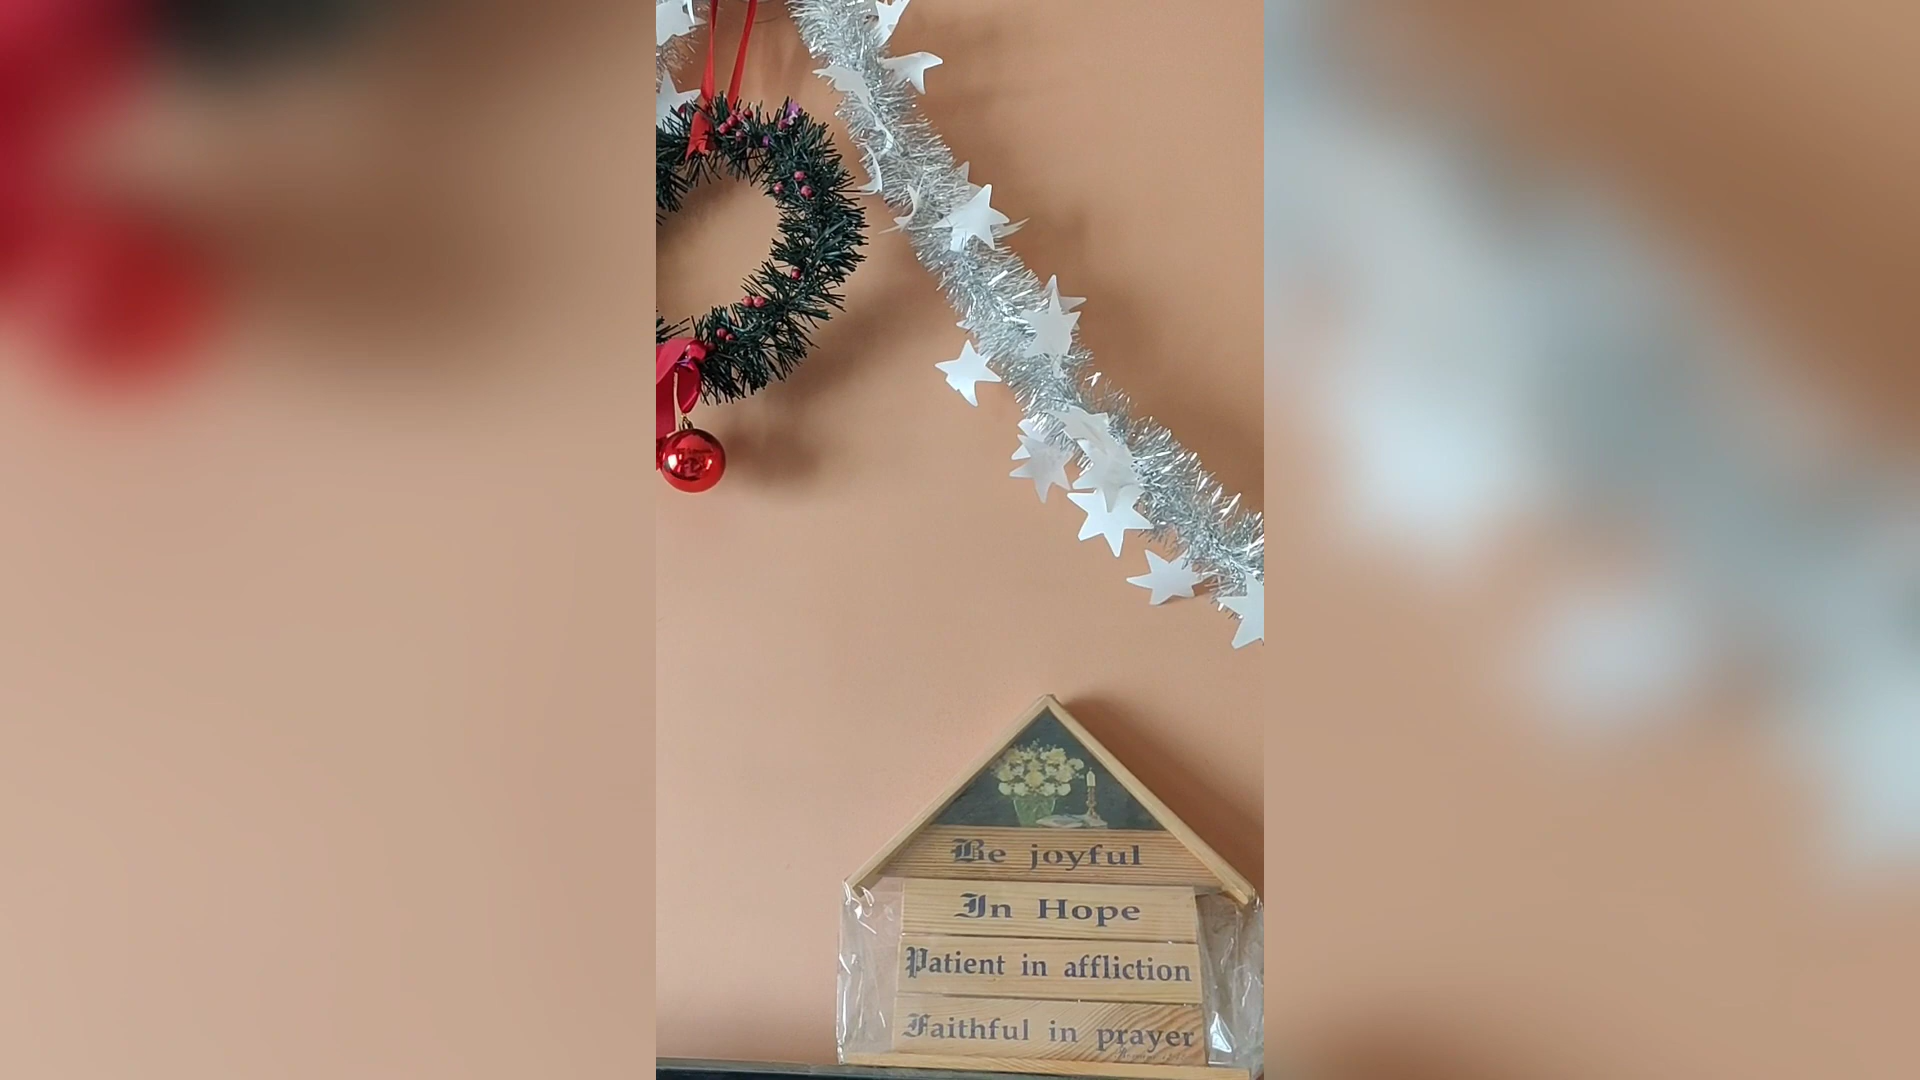 Be joyful
In Hope
Patient in affliction
Faithful in prayer